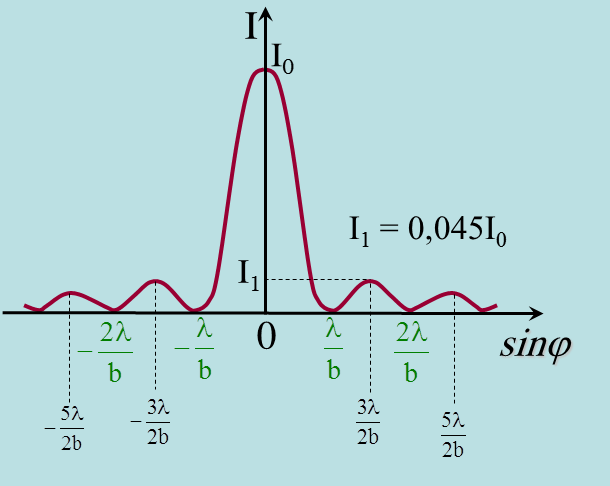 I
I₀
I₁ = 0,045I₀
I₁
0
sinφ
-2λ/b
-λ/b
λ/b
2λ/b
-5λ/2b
-3λ/2b
3λ/2b
5λ/2b